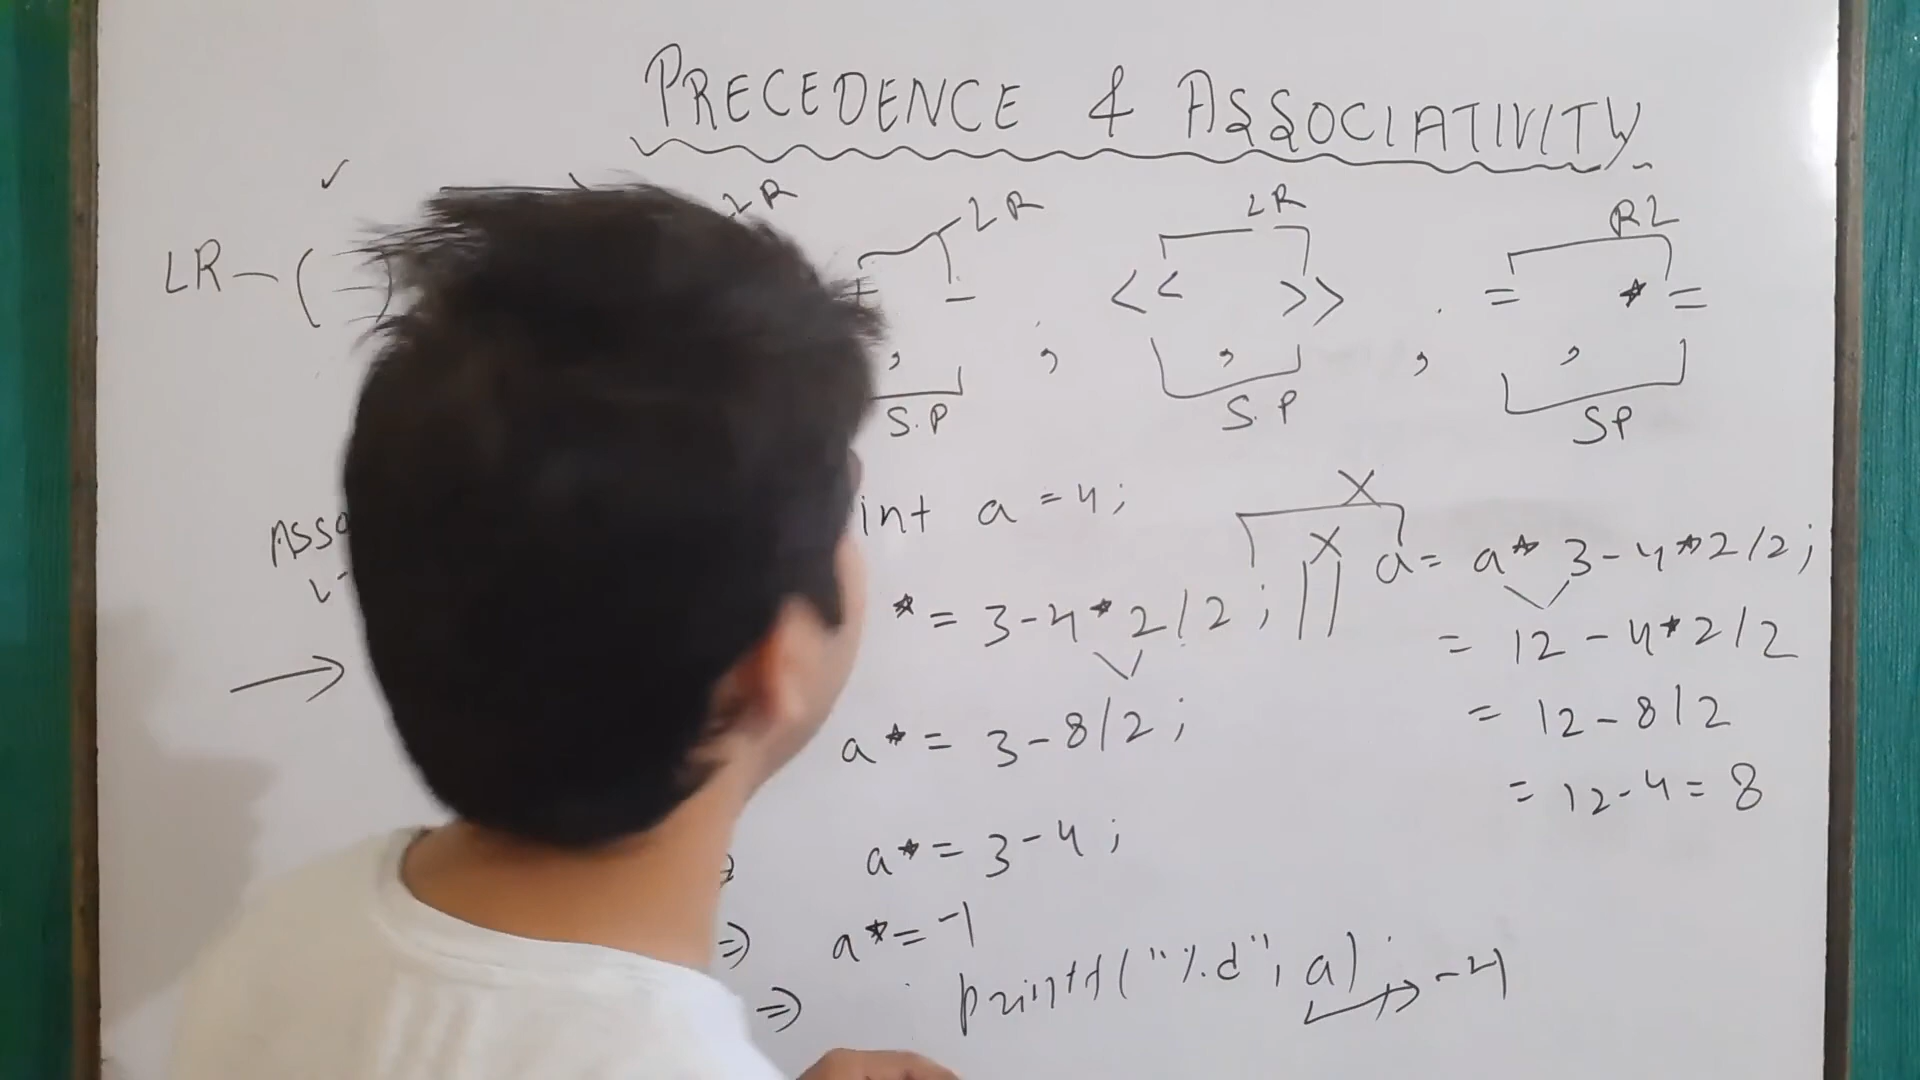 PRECEDENCE & ASSOCIATIVITY
LR LR LR RL
LR - ( ) + - << >> = *=
, ; , , ,
S.P S.P SP
int a = 4;
*= 3-4*2/2; // a = a*3-4*2/2;
= 12-4*2/2
a *= 3-8/2; = 12-8/2
= 12-4 = 8
a *= 3-4;
=> a *= -1
=> printf("%d", a); -4